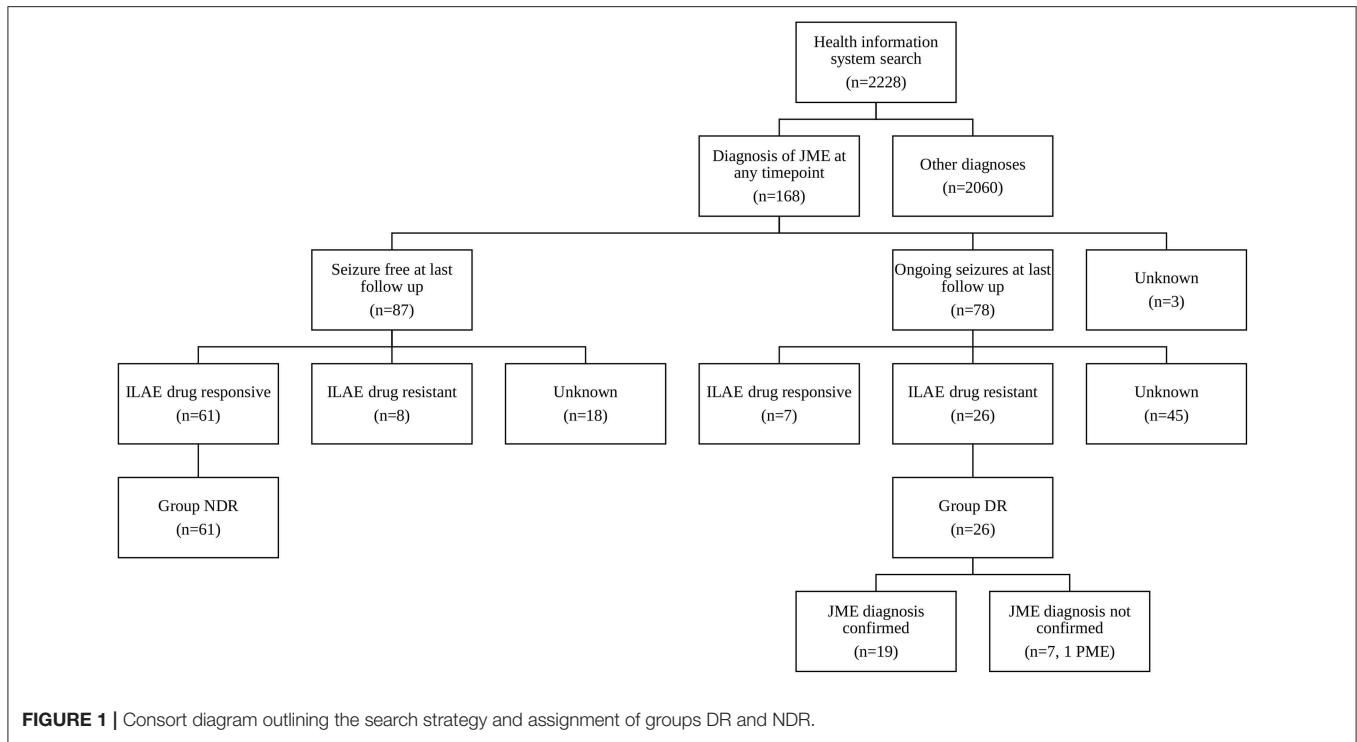 Health information
system search
(n=2228)
Diagnosis of JME at
any timepoint
(n=168)
Other diagnoses
(n=2060)
Seizure free at last
follow up
(n=87)
Ongoing seizures at last
follow up
(n=78)
Unknown
(n=3)
ILAE drug responsive
(n=61)
ILAE drug resistant
(n=8)
Unknown
(n=18)
ILAE drug responsive
(n=7)
ILAE drug resistant
(n=26)
Unknown
(n=45)
Group NDR
(n=61)
Group DR
(n=26)
JME diagnosis
confirmed
(n=19)
JME diagnosis not
confirmed
(n=7, 1 PME)
FIGURE 1 | Consort diagram outlining the search strategy and assignment of groups DR and NDR.